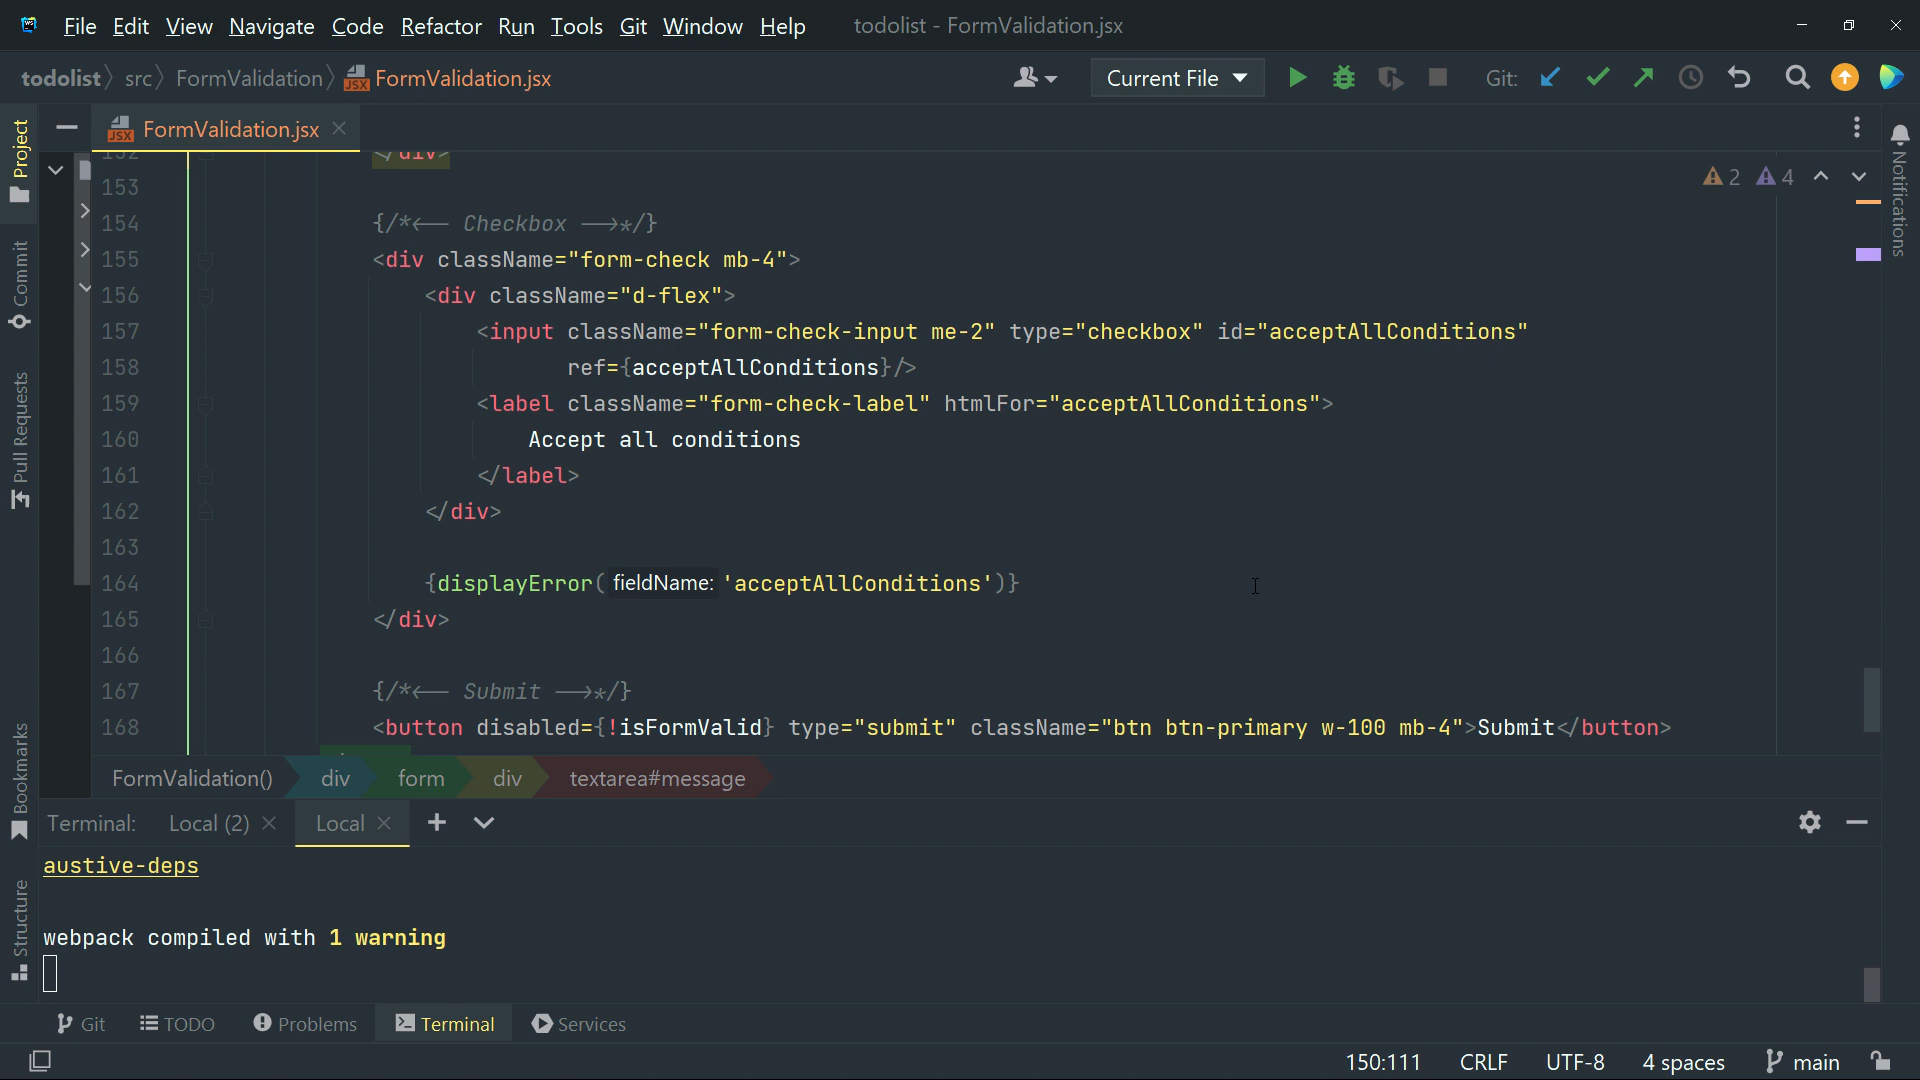 File Edit View Navigate Code Refactor Run Tools Git Window Help todolist - FormValidation.jsx
todolist src FormValidation JSX FormValidation.jsx Current File Git:
JSX FormValidation.jsx
Project
Commit
Pull Requests
Bookmarks
Structure
Notifications
2 4
152 </div>
153
154 {/*<-- Checkbox -->*/}
155 <div className="form-check mb-4">
156 <div className="d-flex">
157 <input className="form-check-input me-2" type="checkbox" id="acceptAllConditions"
158 ref={acceptAllConditions}/>
159 <label className="form-check-label" htmlFor="acceptAllConditions">
160 Accept all conditions
161 </label>
162 </div>
163
164 {displayError( fieldName: 'acceptAllConditions')}
165 </div>
166
167 {/*<-- Submit -->*/}
168 <button disabled={!isFormValid} type="submit" className="btn btn-primary w-100 mb-4">Submit</button>
FormValidation() div form div textarea#message
Terminal: Local (2) Local
austive-deps
webpack compiled with 1 warning
Git TODO Problems Terminal Services
150:111 CRLF UTF-8 4 spaces main